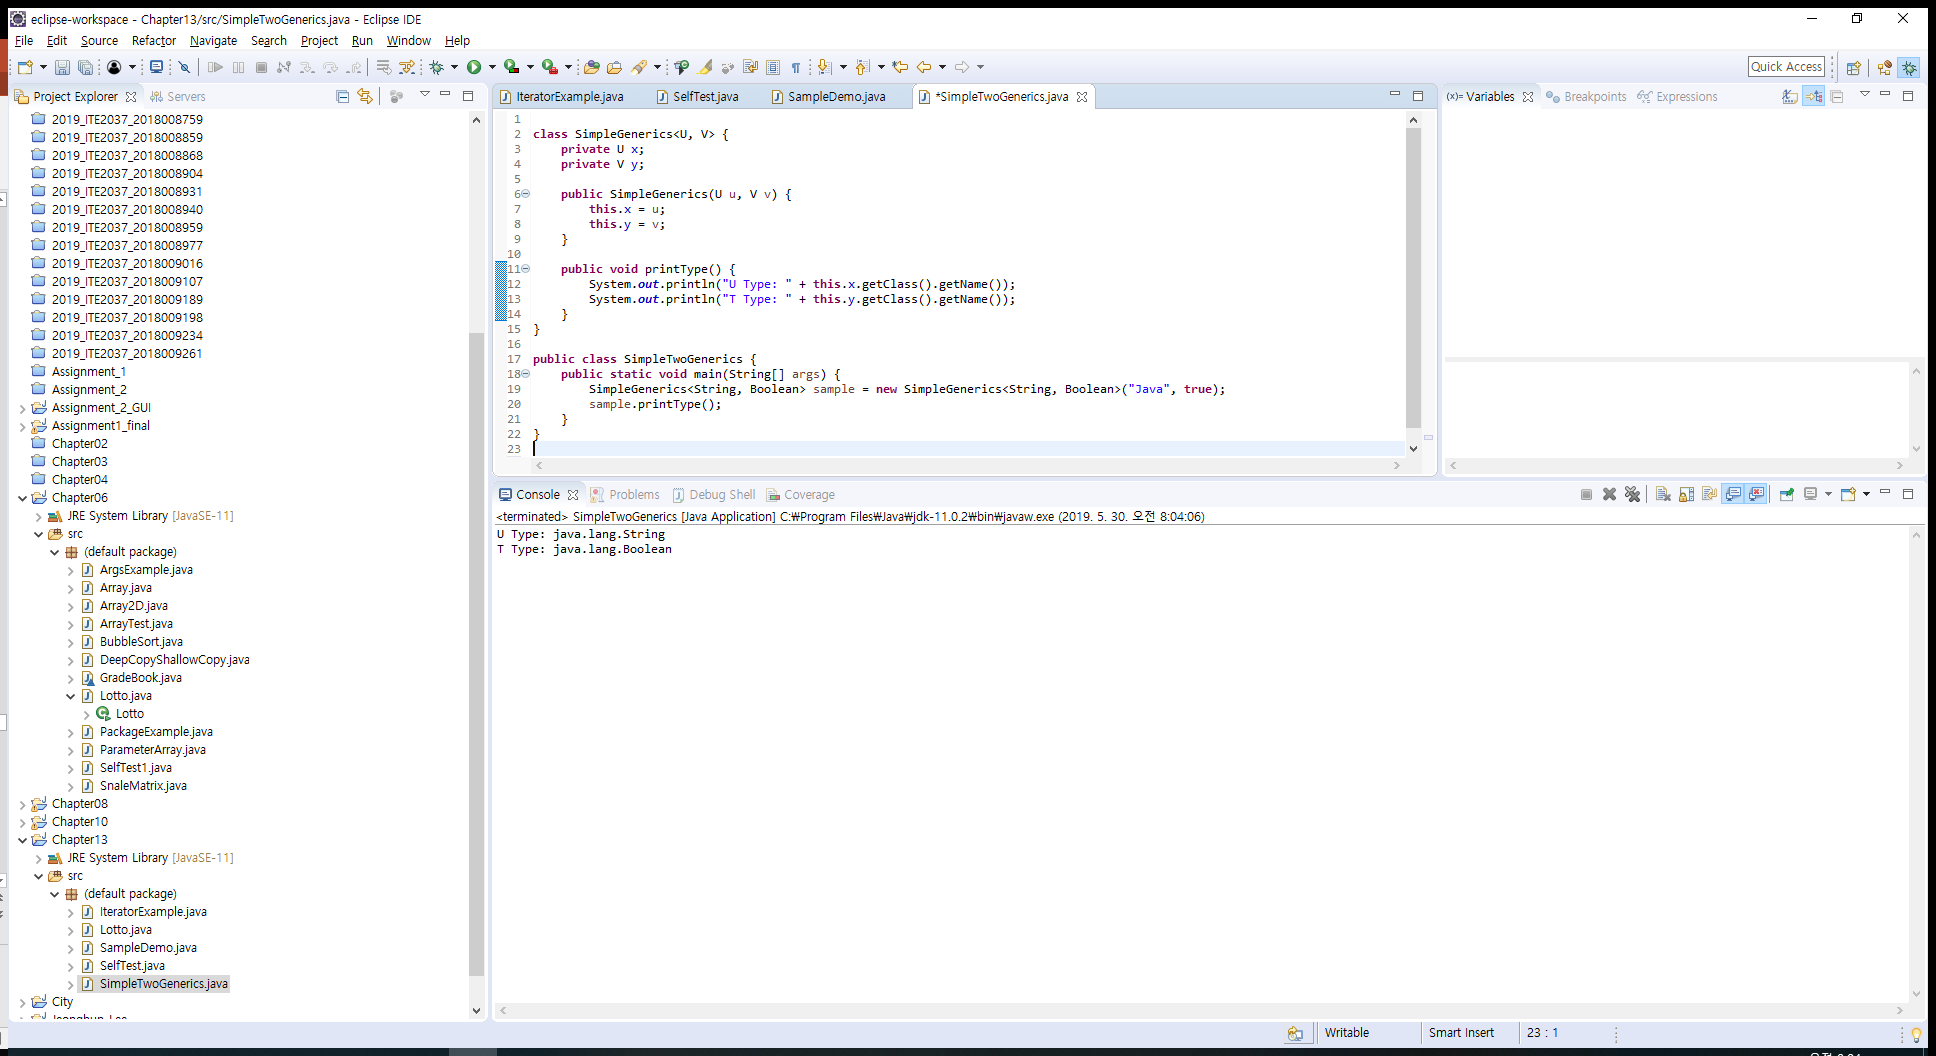 eclipse-workspace - Chapter13/src/SimpleTwoGenerics.java - Eclipse IDE
File Edit Source Refactor Navigate Search Project Run Window Help
Quick Access
Project Explorer
Servers
2019_ITE2037_2018008759
2019_ITE2037_2018008859
2019_ITE2037_2018008868
2019_ITE2037_2018008904
2019_ITE2037_2018008931
2019_ITE2037_2018008940
2019_ITE2037_2018008959
2019_ITE2037_2018008977
2019_ITE2037_2018009016
2019_ITE2037_2018009107
2019_ITE2037_2018009189
2019_ITE2037_2018009198
2019_ITE2037_2018009234
2019_ITE2037_2018009261
Assignment_1
Assignment_2
Assignment_2_GUI
Assignment1_final
Chapter02
Chapter03
Chapter04
Chapter06
JRE System Library [JavaSE-11]
src
(default package)
ArgsExample.java
Array.java
Array2D.java
ArrayTest.java
BubbleSort.java
DeepCopyShallowCopy.java
GradeBook.java
Lotto.java
Lotto
PackageExample.java
ParameterArray.java
SelfTest1.java
SnaleMatrix.java
Chapter08
Chapter10
Chapter13
JRE System Library [JavaSE-11]
src
(default package)
IteratorExample.java
Lotto.java
SampleDemo.java
SelfTest.java
SimpleTwoGenerics.java
City
IteratorExample.java SelfTest.java SampleDemo.java *SimpleTwoGenerics.java
1
2 class SimpleGenerics<U, V> {
3 private U x;
4 private V y;
5
6 public SimpleGenerics(U u, V v) {
7 this.x = u;
8 this.y = v;
9 }
10
11 public void printType() {
12 System.out.println("U Type: " + this.x.getClass().getName());
13 System.out.println("T Type: " + this.y.getClass().getName());
14 }
15 }
16
17 public class SimpleTwoGenerics {
18 public static void main(String[] args) {
19 SimpleGenerics<String, Boolean> sample = new SimpleGenerics<String, Boolean>("Java", true);
20 sample.printType();
21 }
22 }
23
(x)= Variables Breakpoints Expressions
Console Problems Debug Shell Coverage
<terminated> SimpleTwoGenerics [Java Application] C:₩Program Files₩Java₩jdk-11.0.2₩bin₩javaw.exe (2019. 5. 30. 오전 8:04:06)
U Type: java.lang.String
T Type: java.lang.Boolean
Writable Smart Insert 23 : 1